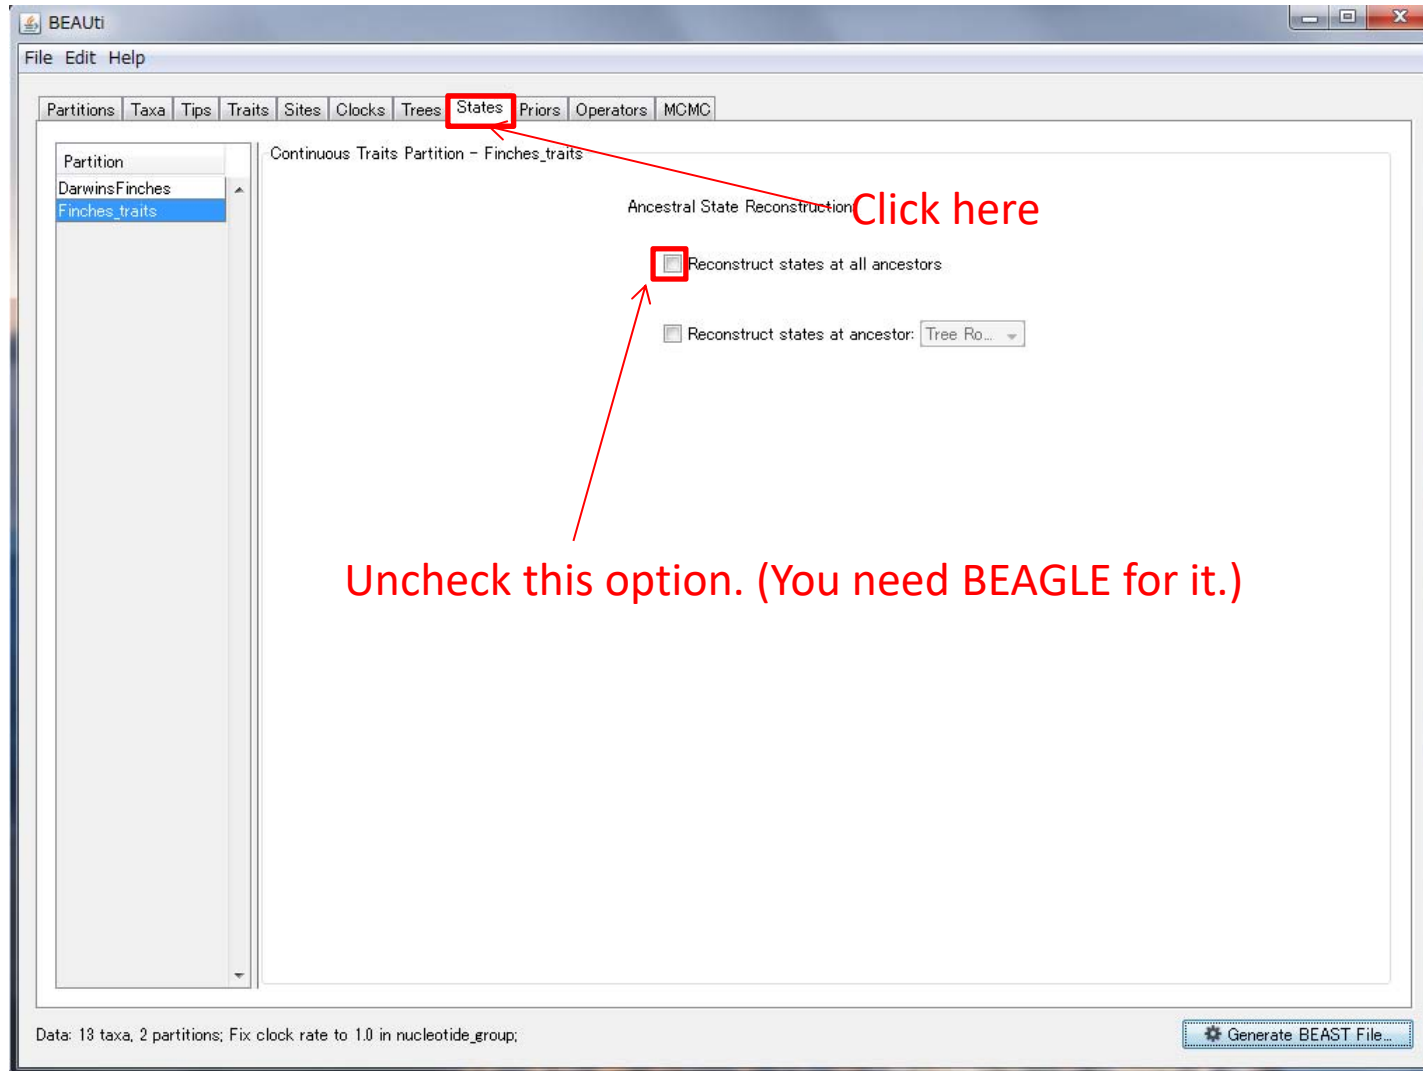 BEAUti
File Edit Help
Partitions Taxa Tips Traits Sites Clocks Trees States Priors Operators MCMC
Partition
DarwinsFinches
Finches_traits
Continuous Traits Partition - Finches_traits
Ancestral State Reconstruction:
Click here
Reconstruct states at all ancestors
Reconstruct states at ancestor: Tree Ro...
Uncheck this option. (You need BEAGLE for it.)
Data: 13 taxa, 2 partitions; Fix clock rate to 1.0 in nucleotide_group;
Generate BEAST File...